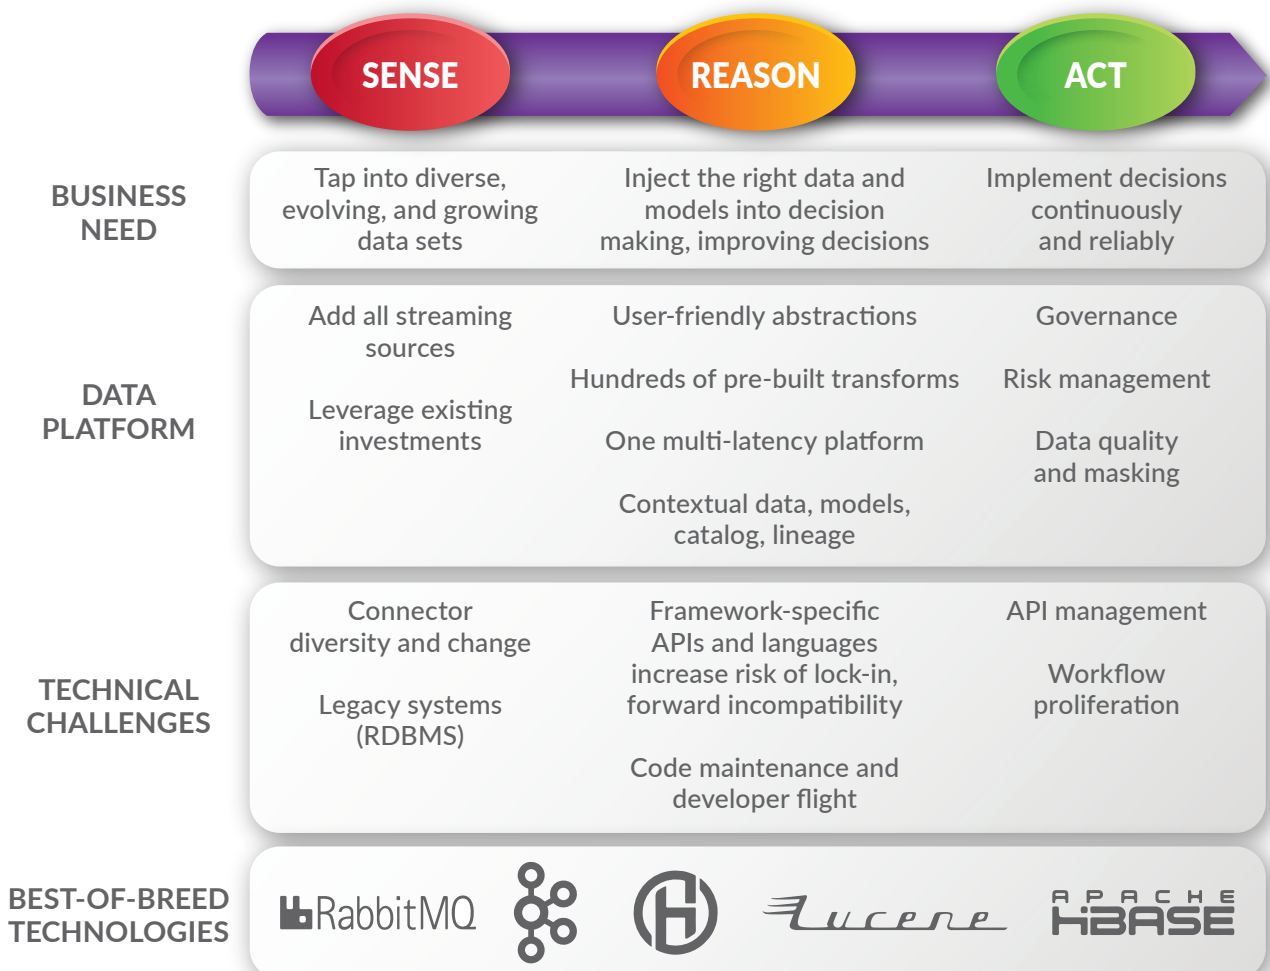 SENSE
REASON
ACT
BUSINESS
NEED
Tap into diverse,
evolving, and growing
data sets
Inject the right data and
models into decision
making, improving decisions
Implement decisions
continuously
and reliably
DATA
PLATFORM
Add all streaming
sources
Leverage existing
investments
User-friendly abstractions
Hundreds of pre-built transforms
One multi-latency platform
Contextual data, models,
catalog, lineage
Governance
Risk management
Data quality
and masking
TECHNICAL
CHALLENGES
Connector
diversity and change
Legacy systems
(RDBMS)
Framework-specific
APIs and languages
increase risk of lock-in,
forward incompatibility
Code maintenance and
developer flight
API management
Workflow
proliferation
BEST-OF-BREED
TECHNOLOGIES
RabbitMQ
H
Lucene
APACHE
HBASE